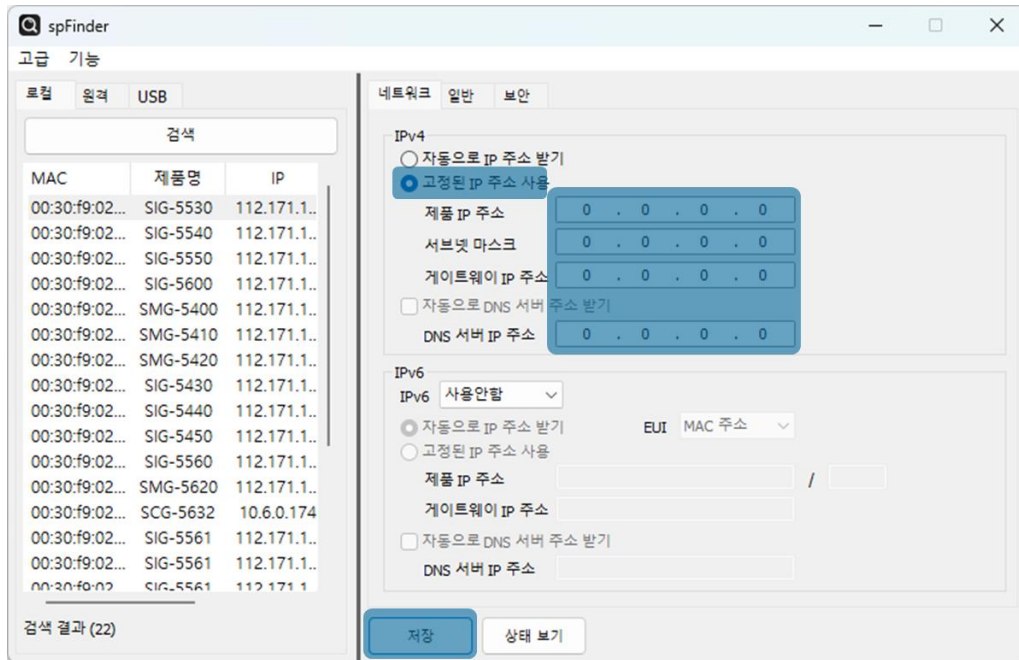 spFinder
고급 기능
로컬 원격 USB
검색
MAC 제품명 IP
00:30:f9:02... SIG-5530 112.171.1..
00:30:f9:02... SIG-5540 112.171.1..
00:30:f9:02... SIG-5550 112.171.1..
00:30:f9:02... SIG-5600 112.171.1..
00:30:f9:02... SMG-5400 112.171.1..
00:30:f9:02... SMG-5410 112.171.1..
00:30:f9:02... SMG-5420 112.171.1..
00:30:f9:02... SIG-5430 112.171.1..
00:30:f9:02... SIG-5440 112.171.1..
00:30:f9:02... SIG-5450 112.171.1..
00:30:f9:02... SIG-5560 112.171.1..
00:30:f9:02... SMG-5620 112.171.1..
00:30:f9:02... SCG-5632 10.6.0.174
00:30:f9:02... SIG-5561 112.171.1..
00:30:f9:02... SIG-5561 112.171.1..
00:30:f9:02 SIG-5561 112.171.1
검색 결과 (22)
네트워크 일반 보안
IPv4
자동으로 IP 주소 받기
고정된 IP 주소 사용
제품 IP 주소 0 . 0 . 0 . 0
서브넷 마스크 0 . 0 . 0 . 0
게이트웨이 IP 주소 0 . 0 . 0 . 0
자동으로 DNS 서버 주소 받기
DNS 서버 IP 주소 0 . 0 . 0 . 0
IPv6
IPv6 사용안함
자동으로 IP 주소 받기 EUI MAC 주소
고정된 IP 주소 사용
제품 IP 주소 /
게이트웨이 IP 주소
자동으로 DNS 서버 주소 받기
DNS 서버 IP 주소
저장 상태 보기